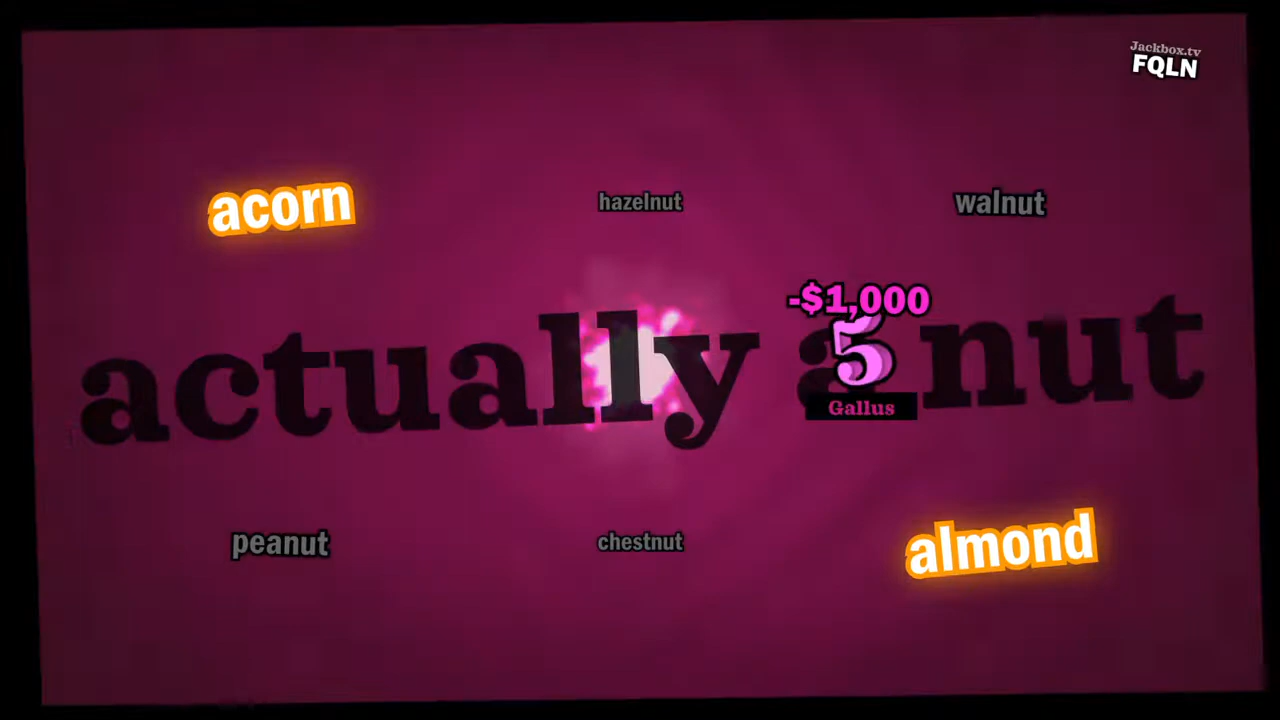 Jackbox.tv
FQLN
acorn
hazelnut
walnut
-$1,000
actually a nut
5
Gallus
peanut
chestnut
almond